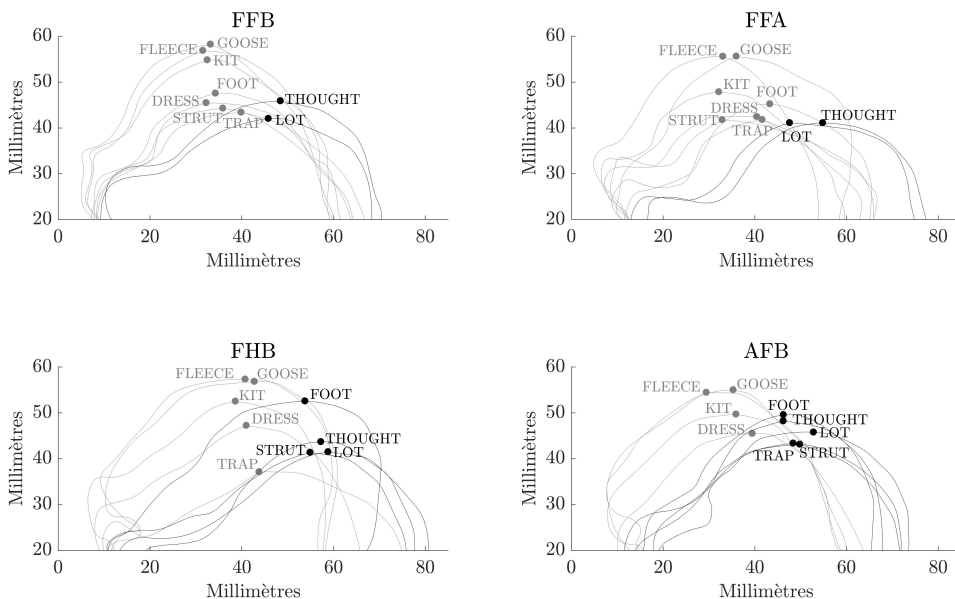 FFB
60
50
40
30
20
0
20
40
60
80
Millimètres
Millimètres
FLEECE
GOOSE
KIT
FOOT
DRESS
THOUGHT
STRUT
TRAP
LOT
FFA
60
50
40
30
20
0
20
40
60
80
Millimètres
Millimètres
FLEECE
GOOSE
KIT
FOOT
DRESS
THOUGHT
STRUT
TRAP
LOT
FHB
60
50
40
30
20
0
20
40
60
80
Millimètres
Millimètres
FLEECE
GOOSE
KIT
FOOT
DRESS
THOUGHT
STRUT
LOT
TRAP
AFB
60
50
40
30
20
0
20
40
60
80
Millimètres
Millimètres
FLEECE
GOOSE
KIT
FOOT
THOUGHT
DRESS
LOT
TRAP
STRUT